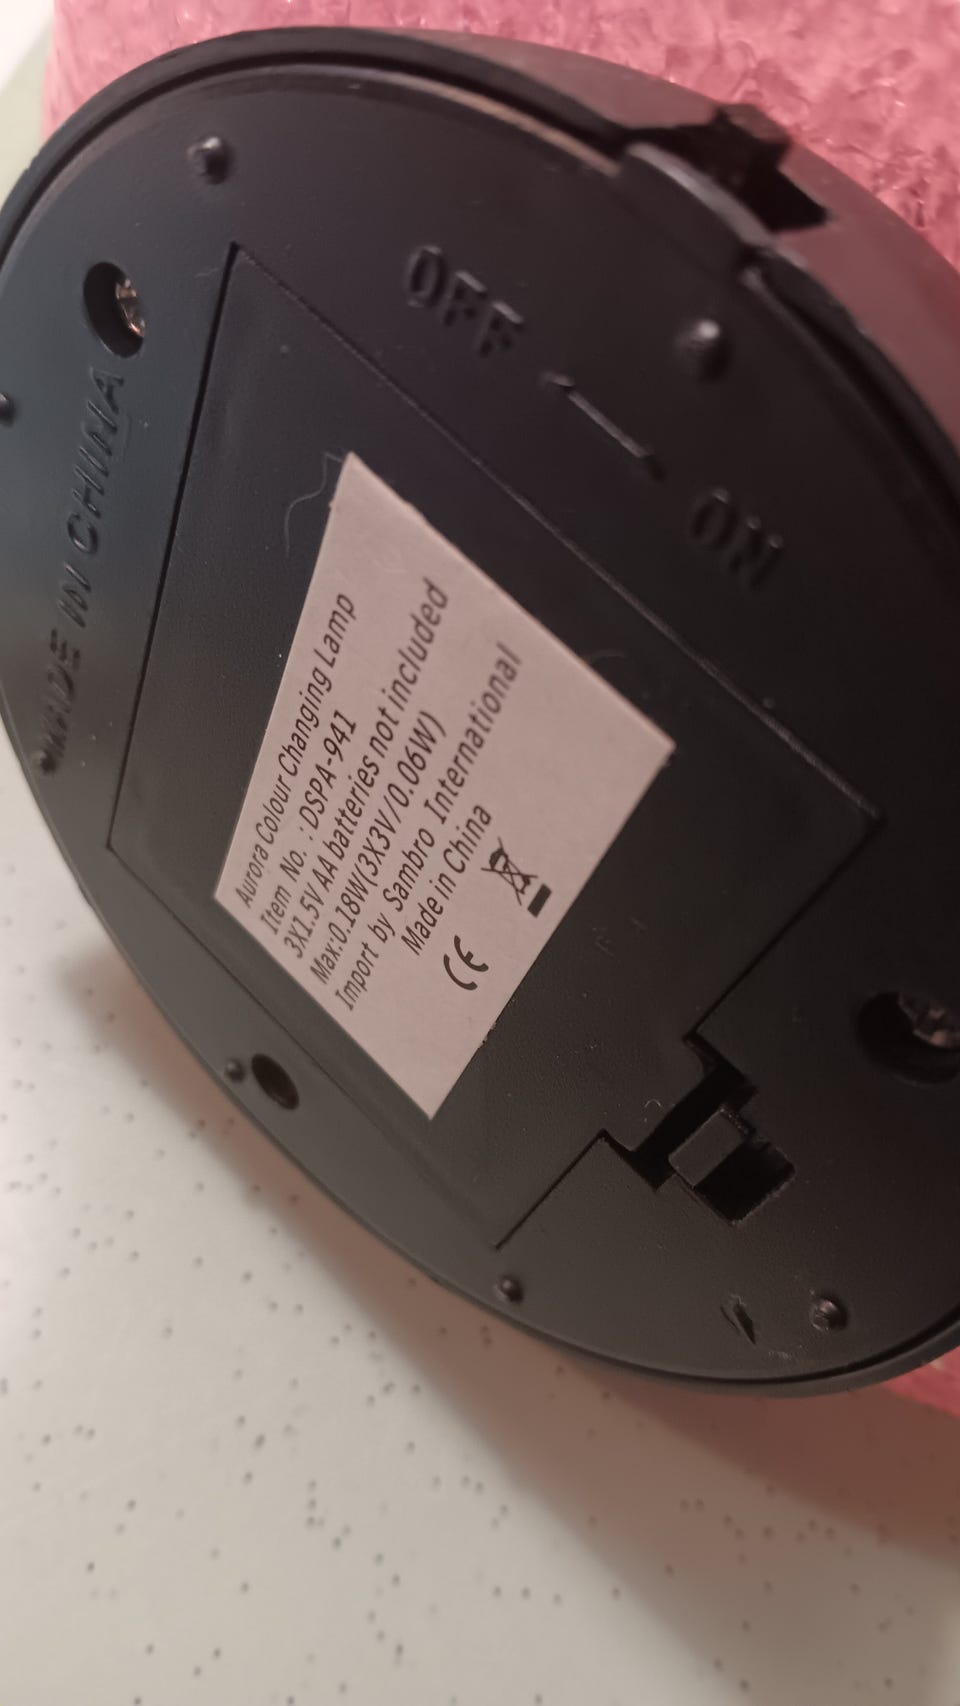 OFF — ON
MADE IN CHINA
Aurora Colour Changing Lamp
Item No. : DSPA-941
3X1.5V AA batteries not included
Max:0.18W(3X3V/0.06W)
Import by Sambro International
Made in China
CE